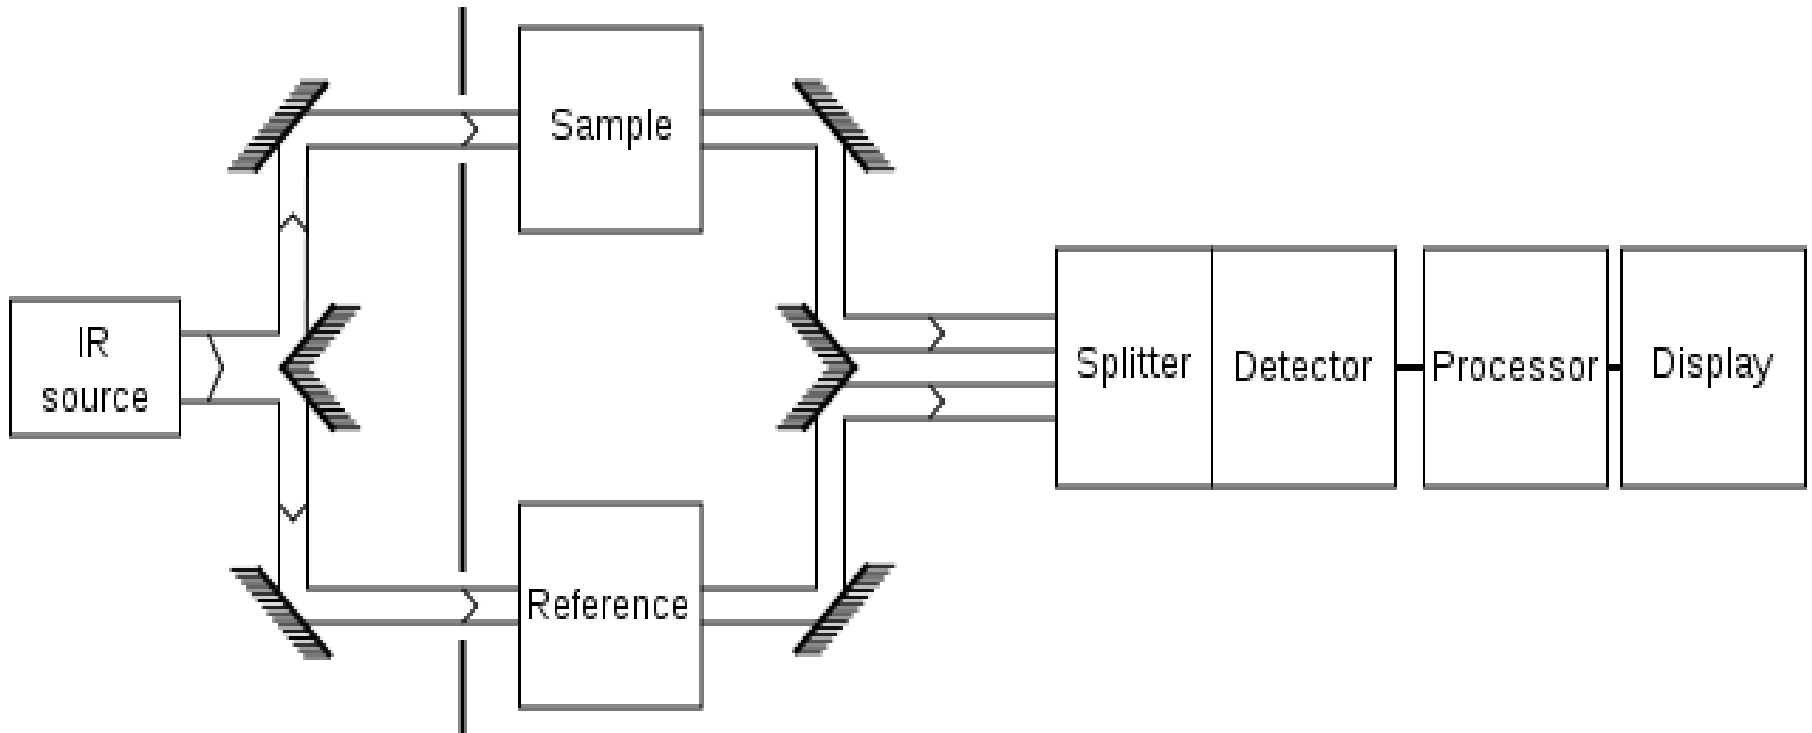 Sample
IR
source
Splitter
Detector
Processor
Display
Reference